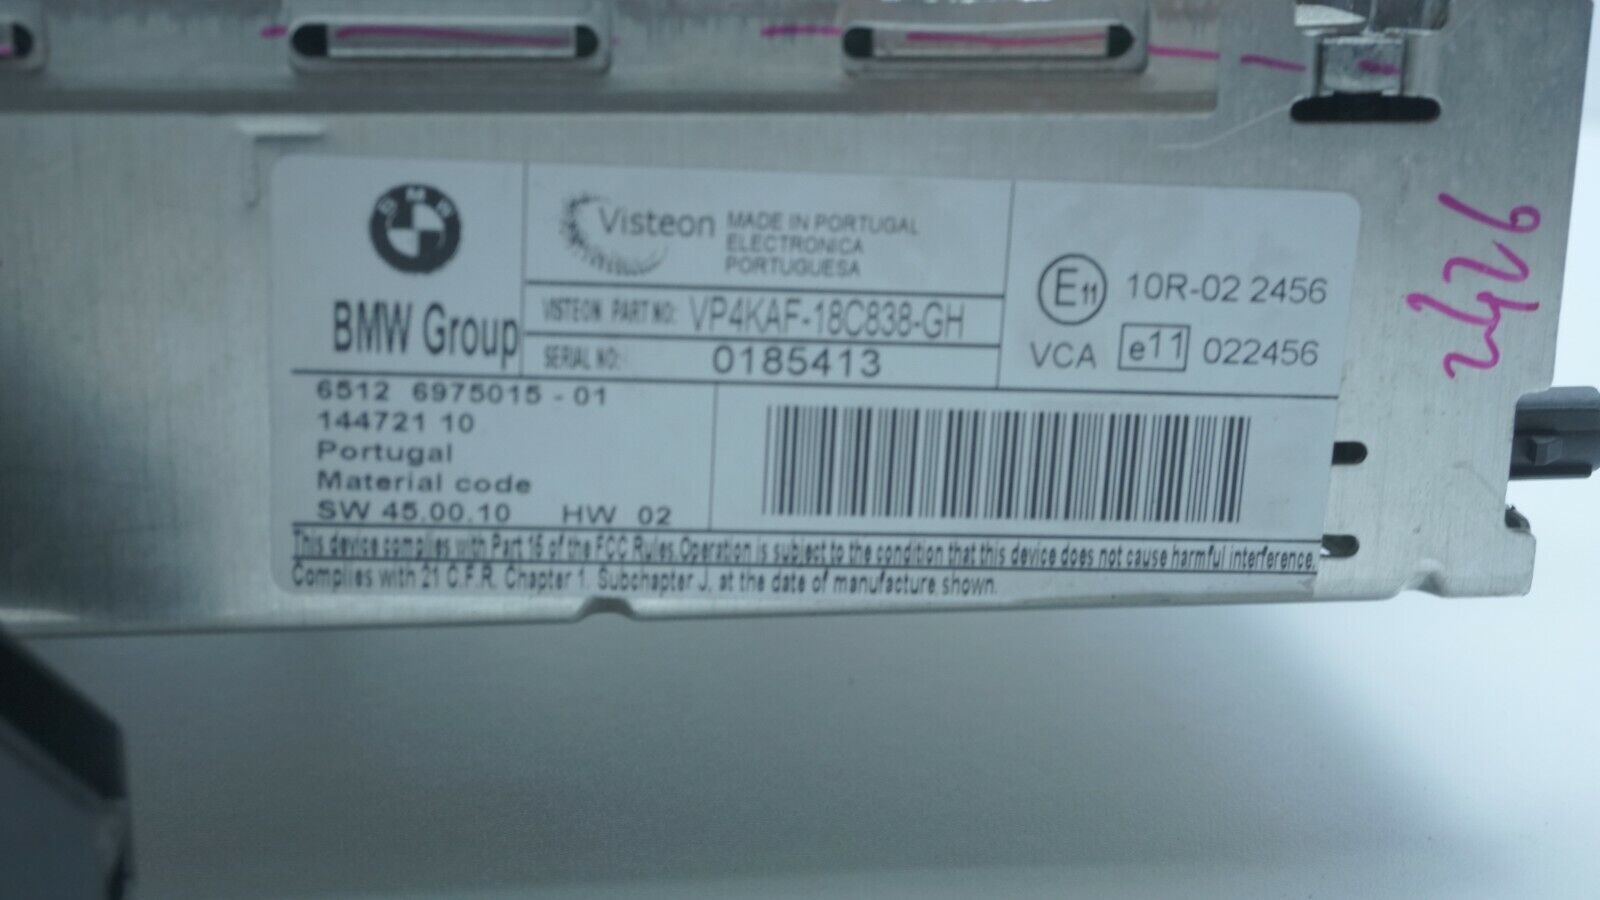 BMW
BMW Group
Visteon
MADE IN PORTUGAL
ELECTRONICA
PORTUGUESA
VISTEON PART NO: VP4KAF-18C838-GH
SERIAL NO: 0185413
E11 10R-02 2456
VCA e11 022456
6512 6975015 - 01
144721 10
Portugal
Material code
SW 45.00.10 HW 02
This device complies with Part 15 of the FCC Rules. Operation is subject to the condition that this device does not cause harmful interference.
Complies with 21 C.F.R. Chapter 1, Subchapter J, at the date of manufacture shown.
2426